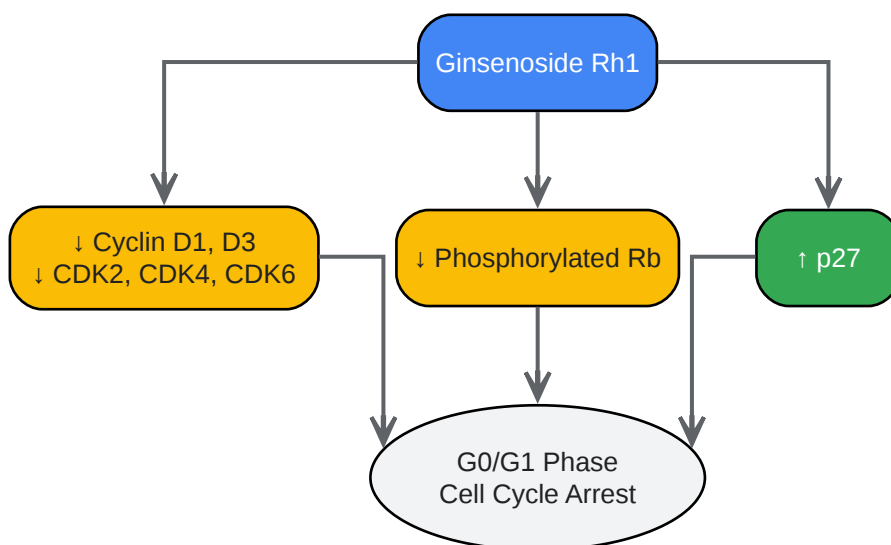 Ginsenoside Rh1
↓ Cyclin D1, D3
↓ CDK2, CDK4, CDK6
↓ Phosphorylated Rb
↑ p27
G0/G1 Phase
Cell Cycle Arrest